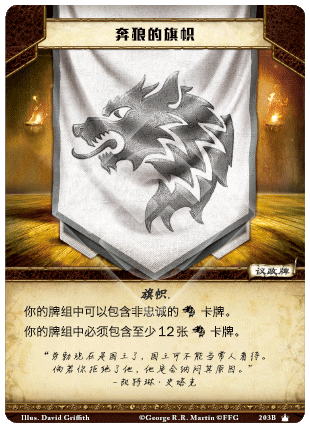 奔狼的旗帜
议政牌
旗帜.
你的牌组中可以包含非忠诚的 卡牌。
你的牌组中必须包含至少12张 卡牌。
“劳勃现在是国王了，国王可不能与常人看待。
倘若你拒绝了他，他是会纳闷其原因。”
-凯特琳·史塔克
Illus. David Griffith ©George R.R. Martin ©FFG 203B